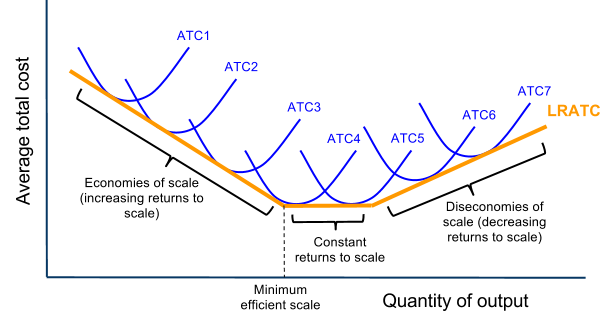 ATC1
ATC2
ATC3
ATC4
ATC5
ATC6
ATC7
LRATC
Average total cost
Economies of scale
(increasing returns to
scale)
Constant
returns to scale
Diseconomies of
scale (decreasing
returns to scale)
Minimum
efficient scale
Quantity of output